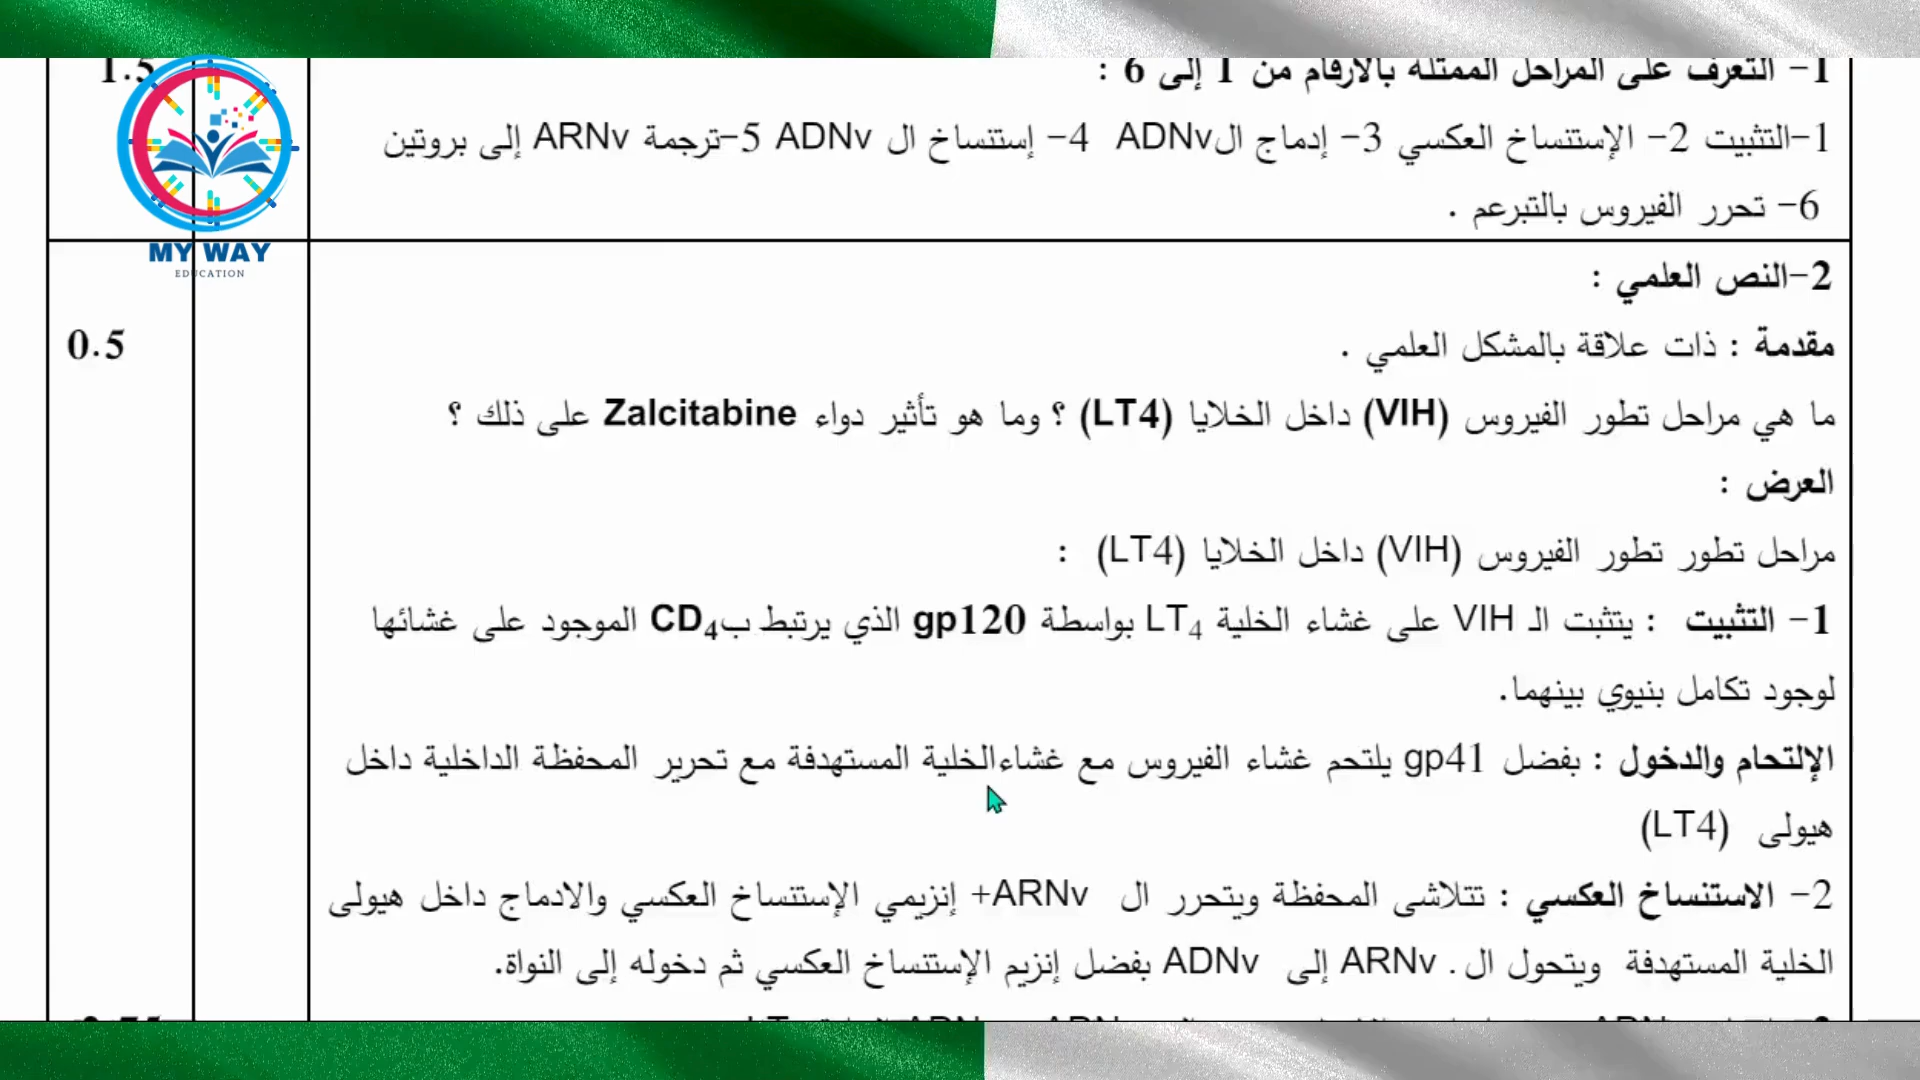 1- التعرف على المراحل الممثلة بالأرقام من 1 إلى 6 :
1.5
1-التثبيت 2- الإستنساخ العكسي 3- إدماج الADNv 4- إستنساخ ال ADNv 5-ترجمة ARNv إلى بروتين
6- تحرر الفيروس بالتبرعم .
MY WAY
EDUCATION
2-النص العلمي :
0.5
مقدمة : ذات علاقة بالمشكل العلمي .
ما هي مراحل تطور الفيروس (VIH) داخل الخلايا (LT4) ؟ وما هو تأثير دواء Zalcitabine على ذلك ؟
العرض :
مراحل تطور تطور الفيروس (VIH) داخل الخلايا (LT4) :
1- التثبيت : يتثبت الـ VIH على غشاء الخلية LT4 بواسطة gp120 الذي يرتبط بCD4 الموجود على غشائها
لوجود تكامل بنيوي بينهما.
الإلتحام والدخول : بفضل gp41 يلتحم غشاء الفيروس مع غشاءالخلية المستهدفة مع تحرير المحفظة الداخلية داخل
هيولى (LT4)
2- الاستنساخ العكسي : تتلاشى المحفظة ويتحرر ال ARNv+ إنزيمي الإستنساخ العكسي والادماج داخل هيولى
الخلية المستهدفة ويتحول ال . ARNv إلى ADNv بفضل إنزيم الإستنساخ العكسي ثم دخوله إلى النواة.